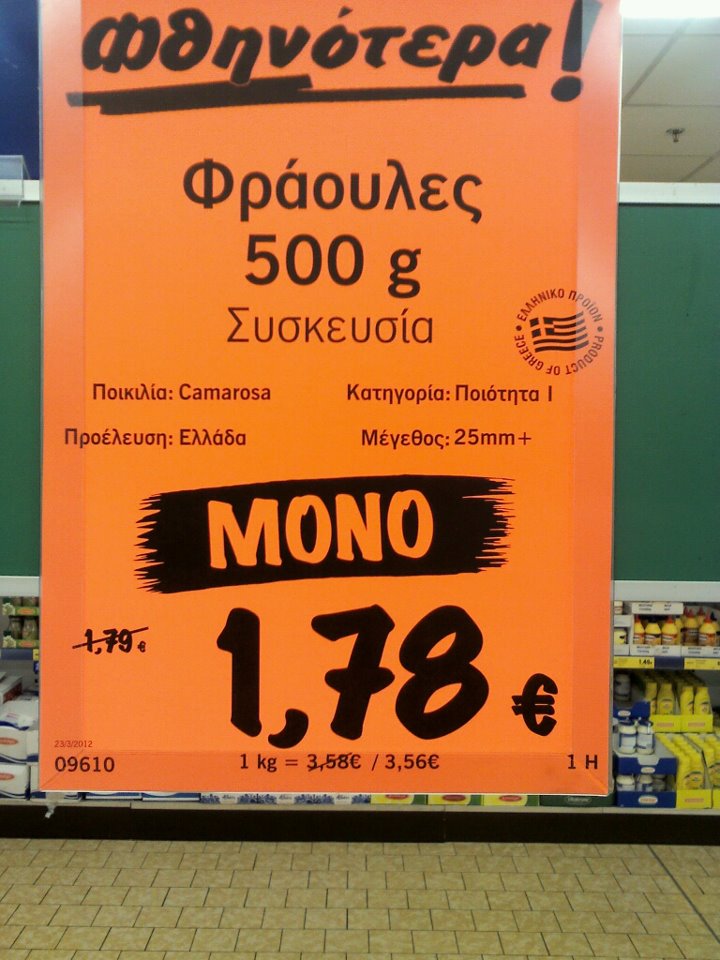 Φθηνότερα!
Φράουλες
500 g
Συσκευσία
ΕΛΛΗΝΙΚΟ ΠΡΟΪΟΝ • PRODUCT OF GREECE •
Ποικιλία: Camarosa Κατηγορία: Ποιότητα Ι
Προέλευση: Ελλάδα Μέγεθος: 25mm+
ΜΟΝΟ
1,79 €
1,78 €
23/3/2012
09610 1 kg = 3,58€ / 3,56€ 1 H